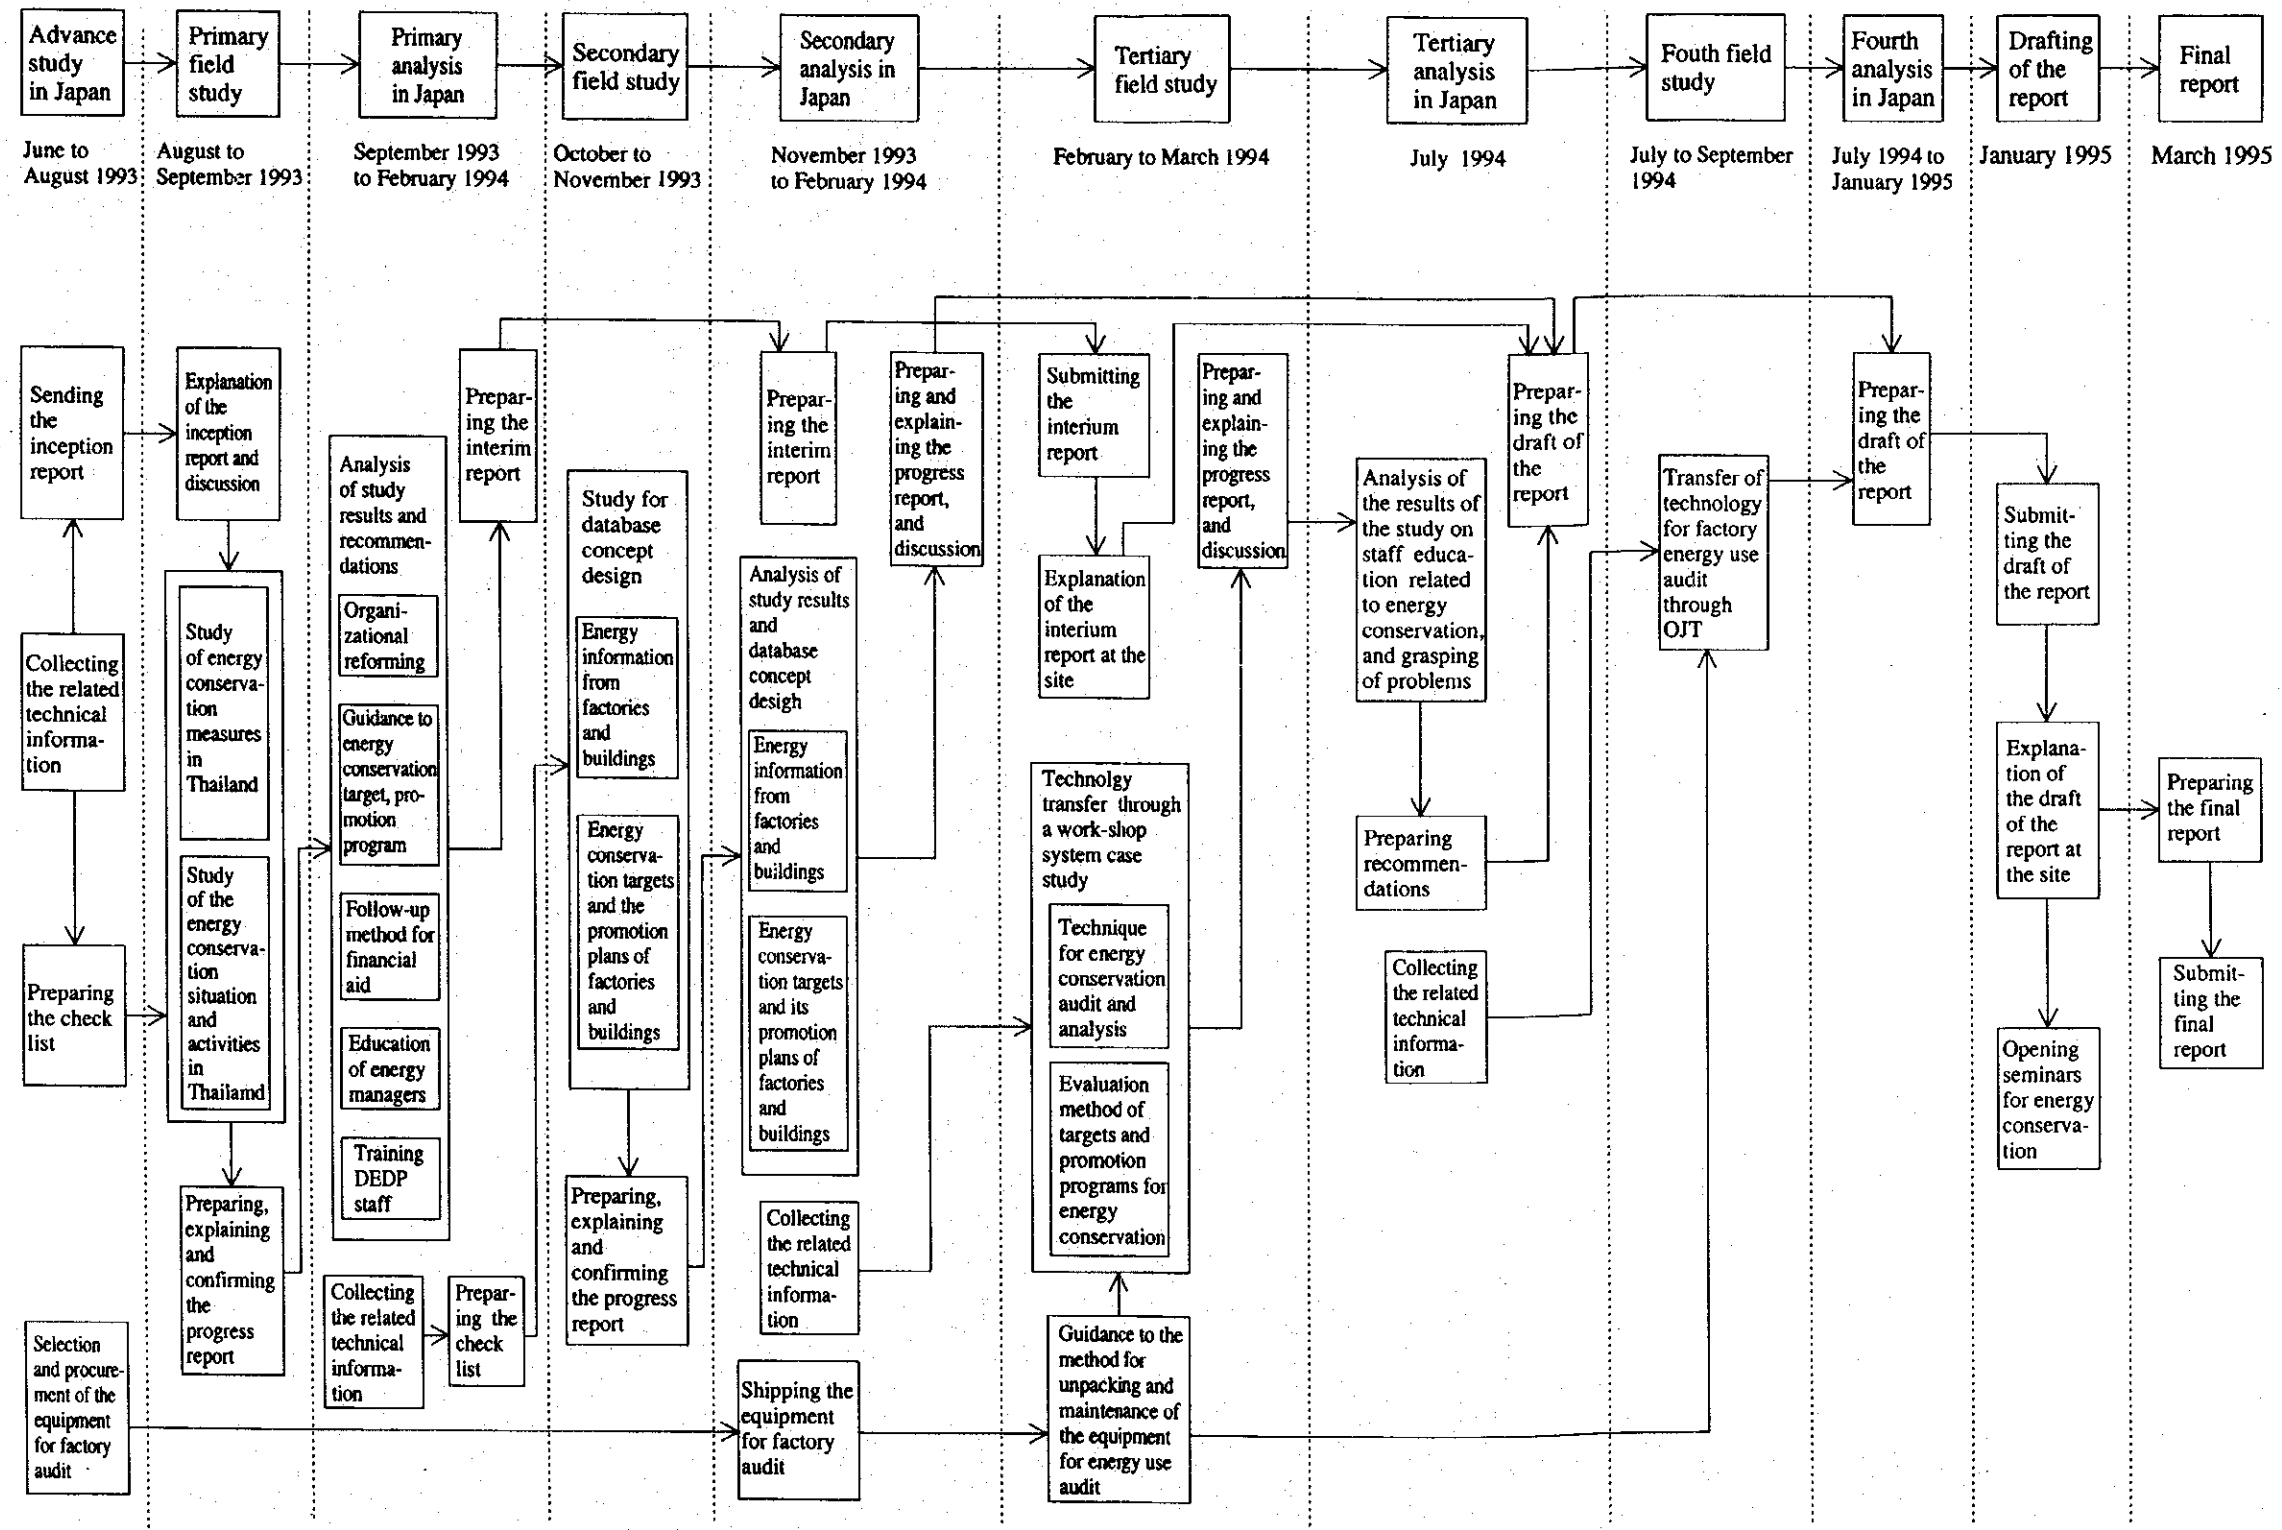 Advance
study
in Japan
Primary
field
study
Primary
analysis
in Japan
Secondary
field study
Secondary
analysis in
Japan
Tertiary
field study
Tertiary
analysis
in Japan
Fouth field
study
Fourth
analysis
in Japan
Drafting
of the
report
Final
report
June to
August 1993
August to
September 1993
September 1993
to February 1994
October to
November 1993
November 1993
to February 1994
February to March 1994
July 1994
July to September
1994
July 1994 to
January 1995
January 1995
March 1995
Sending
the
inception
report
Collecting
the related
technical
informa-
tion
Preparing
the check
list
Selection
and procure-
ment of the
equipment
for factory
audit
Explanation
of the
inception
report and
discussion
Study
of energy
conserva-
tion
measures
in
Thailand
Study
of the
energy
conserva-
tion
situation
and
activities
in
Thailamd
Preparing,
explaining
and
confirming
the
progress
report
Analysis
of study
results and
recommen-
dations
Organi-
zational
reforming
Guidance to
energy
conservation
target, pro-
motion
program
Follow-up
method for
financial
aid
Education
of energy
managers
Training
DEDP
staff
Prepar-
ing the
interim
report
Collecting
the related
technical
informa-
tion
Prepar-
ing the
check
list
Study for
database
concept
design
Energy
information
from
factories
and
buildings
Energy
conserva-
tion targets
and the
promotion
plans of
factories
and
buildings
Preparing,
explaining
and
confirming
the progress
report
Prepar-
ing the
interim
report
Prepar-
ing and
explain-
ing the
progress
report,
and
discussion
Analysis of
study results
and
database
concept
desigh
Energy
information
from
factories
and
buildings
Energy
conserva-
tion targets
and its
promotion
plans of
factories
and
buildings
Collecting
the related
technical
informa-
tion
Shipping the
equipment
for factory
audit
Submitting
the
interium
report
Explanation
of the
interium
report at the
site
Prepar-
ing and
explain-
ing the
progress
report,
and
discussion
Technolgy
transfer through
a work-shop
system case
study
Technique
for energy
conservation
audit and
analysis
Evaluation
method of
targets and
promotion
programs for
energy
conservation
Guidance to the
method for
unpacking and
maintenance of
the equipment
for energy use
audit
Analysis of
the results of
the study on
staff educa-
tion related
to energy
conservation,
and grasping
of problems
Preparing
recommen-
dations
Collecting
the related
technical
informa-
tion
Prepar-
ing the
draft of
the
report
Transfer of
technology
for factory
energy use
audit
through
OJT
Prepar-
ing the
draft of
the
report
Submit-
ting the
draft of
the report
Explana-
tion of
the draft
of the
report at
the site
Opening
seminars
for energy
conserva-
tion
Preparing
the final
report
Submit-
ting the
final
report